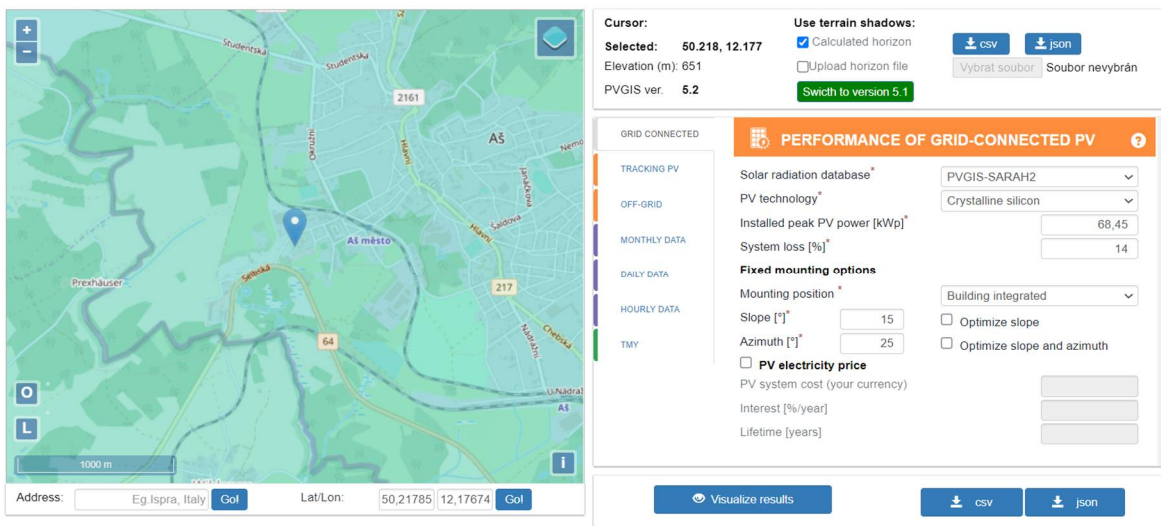 +
−
Studentská
Studentská
2161
Okružní
Hlavní
Aš
Janáčkova
Šaldova
Hlavní
Aš město
Selbská
Prexhäuser
217
64
Nádražní
Chebská
Aš
O
L
i
1000 m
Address: Eg.Ispra, Italy Go! Lat/Lon: 50,21785 12,17674 Go!
Cursor:
Selected: 50.218, 12.177
Elevation (m): 651
PVGIS ver. 5.2
Use terrain shadows:
Calculated horizon
Upload horizon file
Swicth to version 5.1
csv json
Vybrat soubor Soubor nevybrán
GRID CONNECTED
TRACKING PV
OFF-GRID
MONTHLY DATA
DAILY DATA
HOURLY DATA
TMY
PERFORMANCE OF GRID-CONNECTED PV ?
Solar radiation database* PVGIS-SARAH2
PV technology* Crystalline silicon
Installed peak PV power [kWp]* 68,45
System loss [%]* 14
Fixed mounting options
Mounting position * Building integrated
Slope [°]* 15 Optimize slope
Azimuth [°]* 25 Optimize slope and azimuth
PV electricity price
PV system cost (your currency)
Interest [%/year]
Lifetime [years]
Visualize results csv json